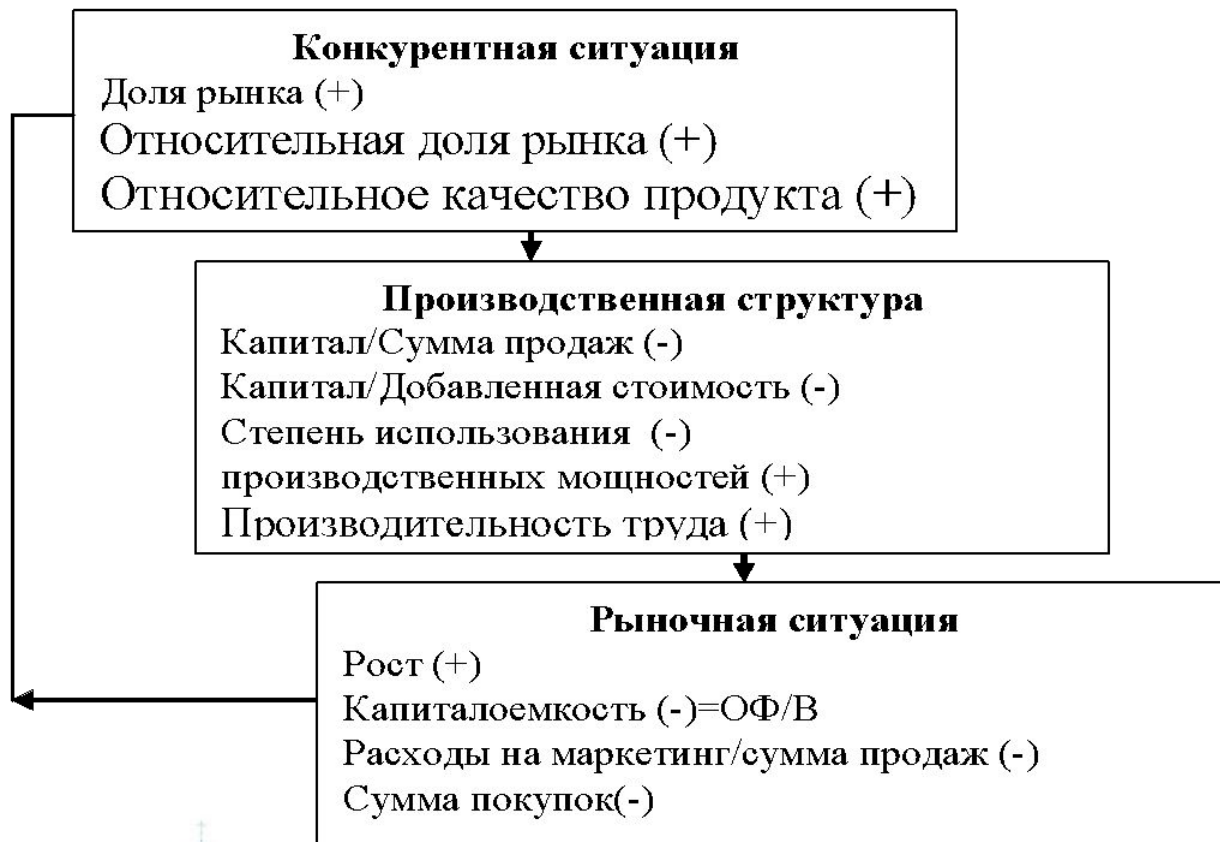 Конкурентная ситуация
Доля рынка (+)
Относительная доля рынка (+)
Относительное качество продукта (+)
Производственная структура
Капитал/Сумма продаж (-)
Капитал/Добавленная стоимость (-)
Степень использования (-)
производственных мощностей (+)
Производительность труда (+)
Рыночная ситуация
Рост (+)
Капиталоемкость (-)=ОФ/В
Расходы на маркетинг/сумма продаж (-)
Сумма покупок(-)